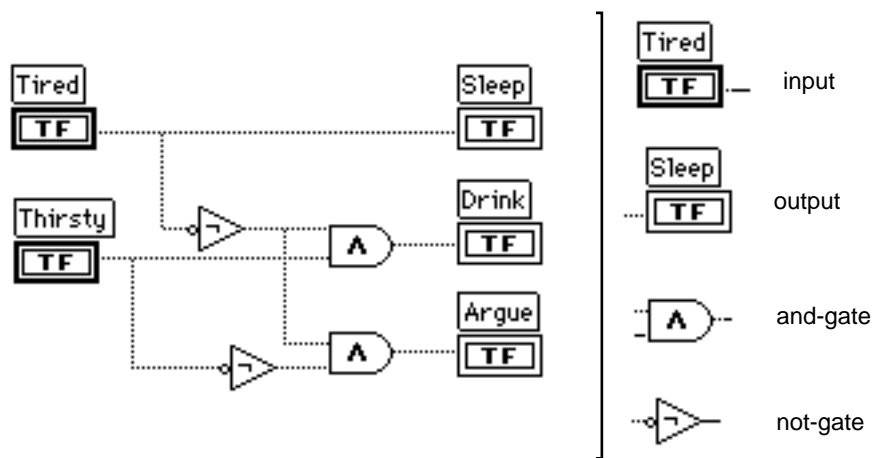 Tired
TF
Sleep
TF
Thirsty
TF
¬
Drink
∧
TF
¬
Argue
∧
TF
Tired
TF
input
Sleep
TF
output
∧
and-gate
¬
not-gate